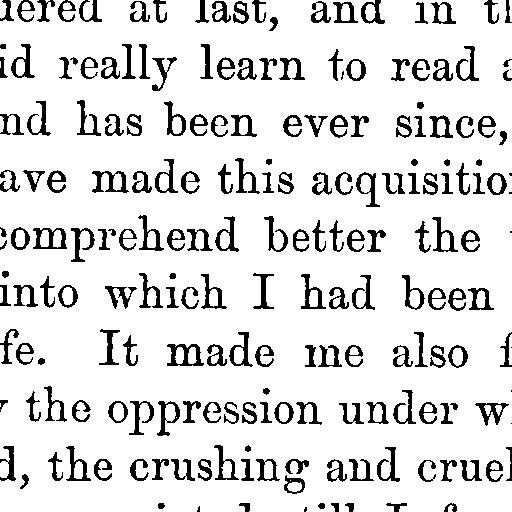 uered at last, and in th
id really learn to read a
nd has been ever since,
ave made this acquisition
comprehend better the
into which I had been
fe. It made me also f
y the oppression under wh
d, the crushing and cruel